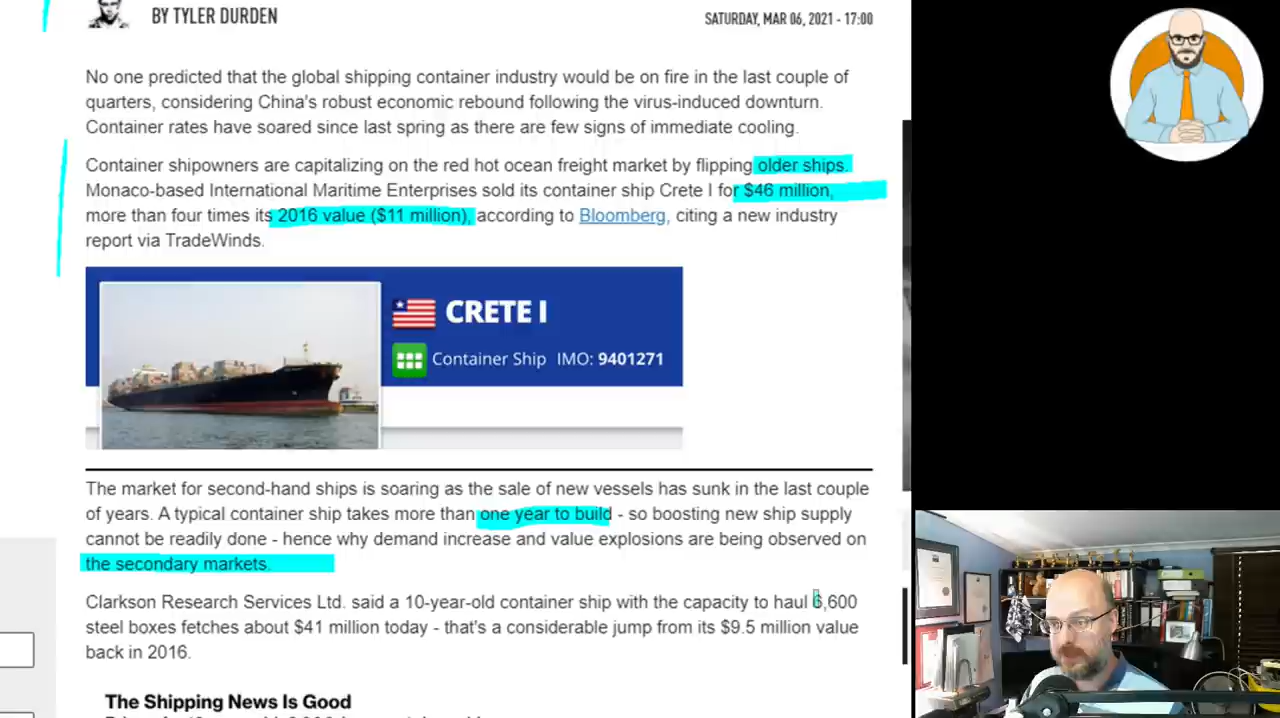 BY TYLER DURDEN
SATURDAY, MAR 06, 2021 - 17:00
No one predicted that the global shipping container industry would be on fire in the last couple of
quarters, considering China's robust economic rebound following the virus-induced downturn.
Container rates have soared since last spring as there are few signs of immediate cooling.
Container shipowners are capitalizing on the red hot ocean freight market by flipping older ships.
Monaco-based International Maritime Enterprises sold its container ship Crete I for $46 million,
more than four times its 2016 value ($11 million), according to Bloomberg, citing a new industry
report via TradeWinds.
CRETE I
Container Ship IMO: 9401271
The market for second-hand ships is soaring as the sale of new vessels has sunk in the last couple
of years. A typical container ship takes more than one year to build - so boosting new ship supply
cannot be readily done - hence why demand increase and value explosions are being observed on
the secondary markets.
Clarkson Research Services Ltd. said a 10-year-old container ship with the capacity to haul 6,600
steel boxes fetches about $41 million today - that's a considerable jump from its $9.5 million value
back in 2016.
The Shipping News Is Good